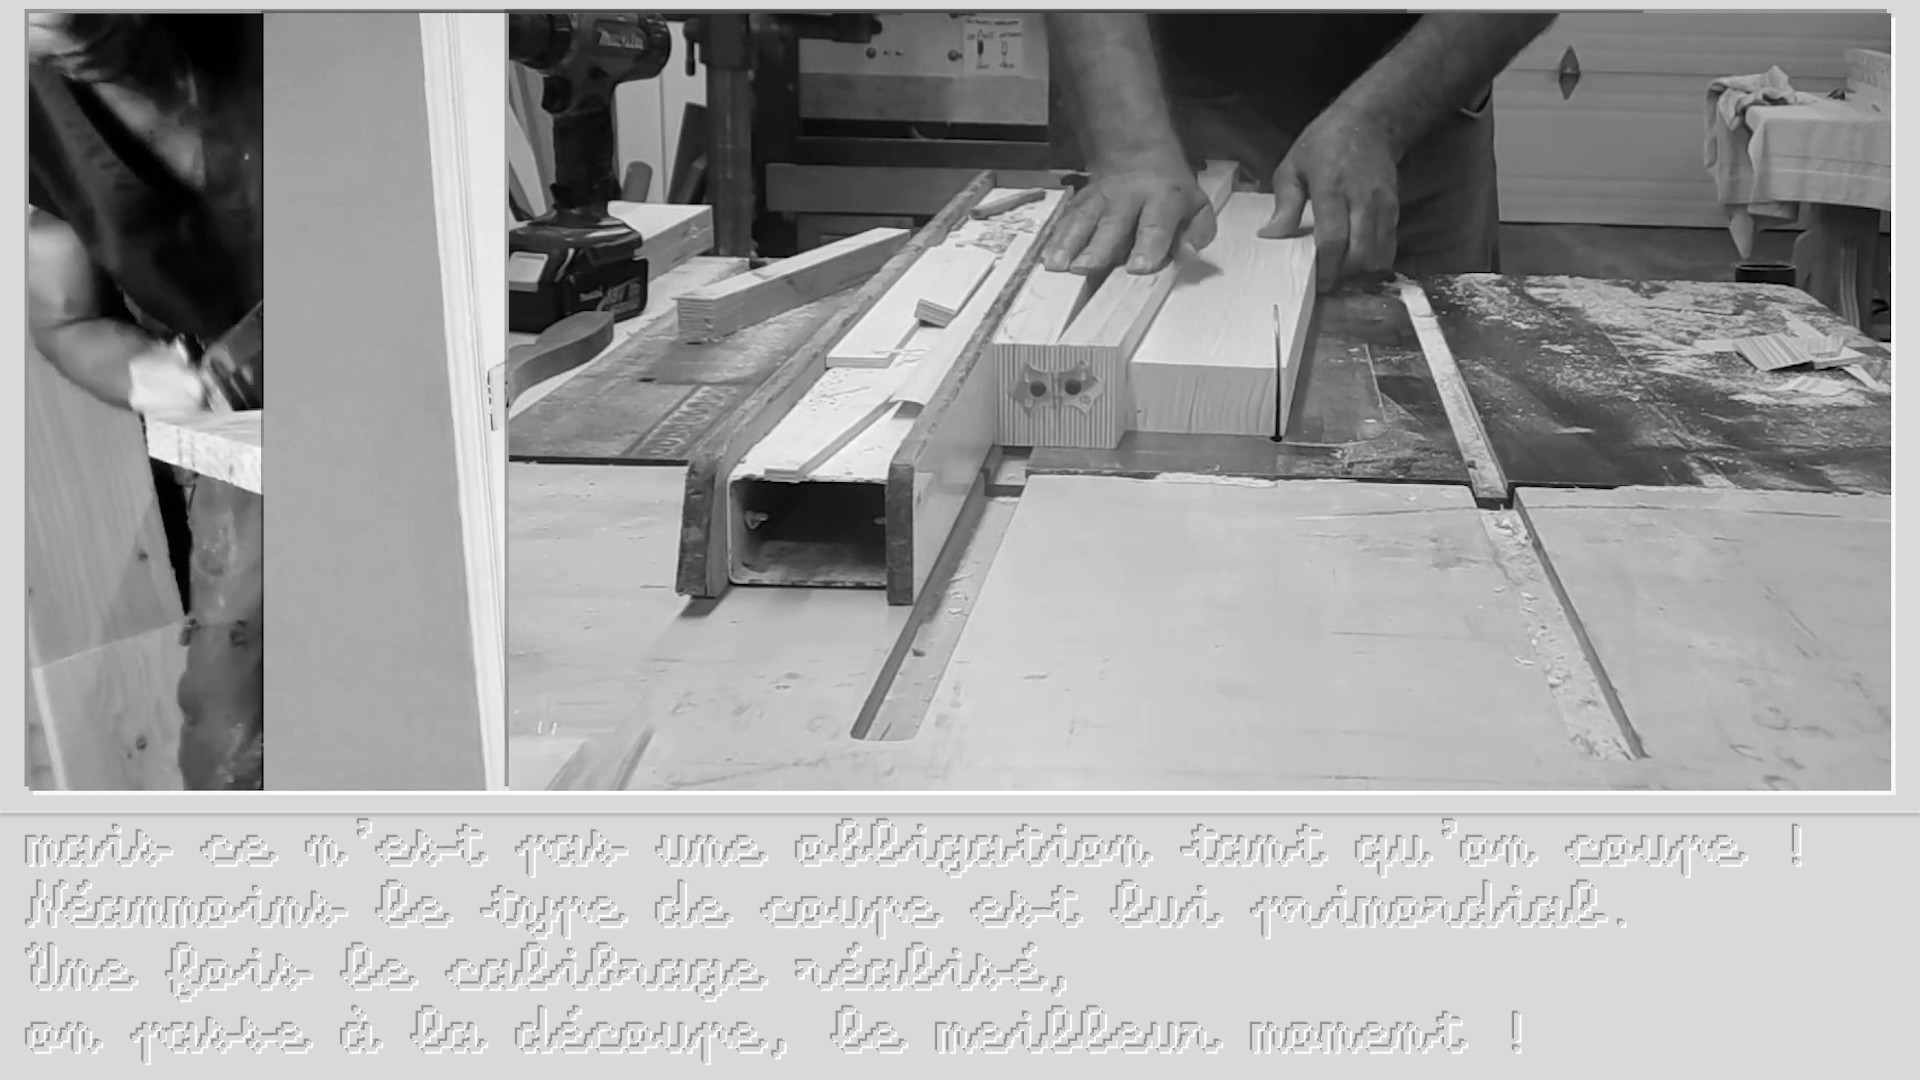 makita
mais ce n'est pas une obligation tant qu'on coupe !
Néanmoins le type de coupe est lui primordial.
Une fois le calibrage réalisé,
on passe à la découpe, le meilleur moment !